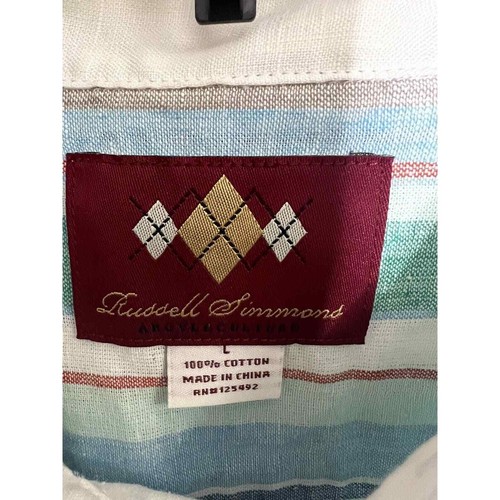 Russell Simmons
ARGYLECULTURE
L
100% COTTON
MADE IN CHINA
RN#125492